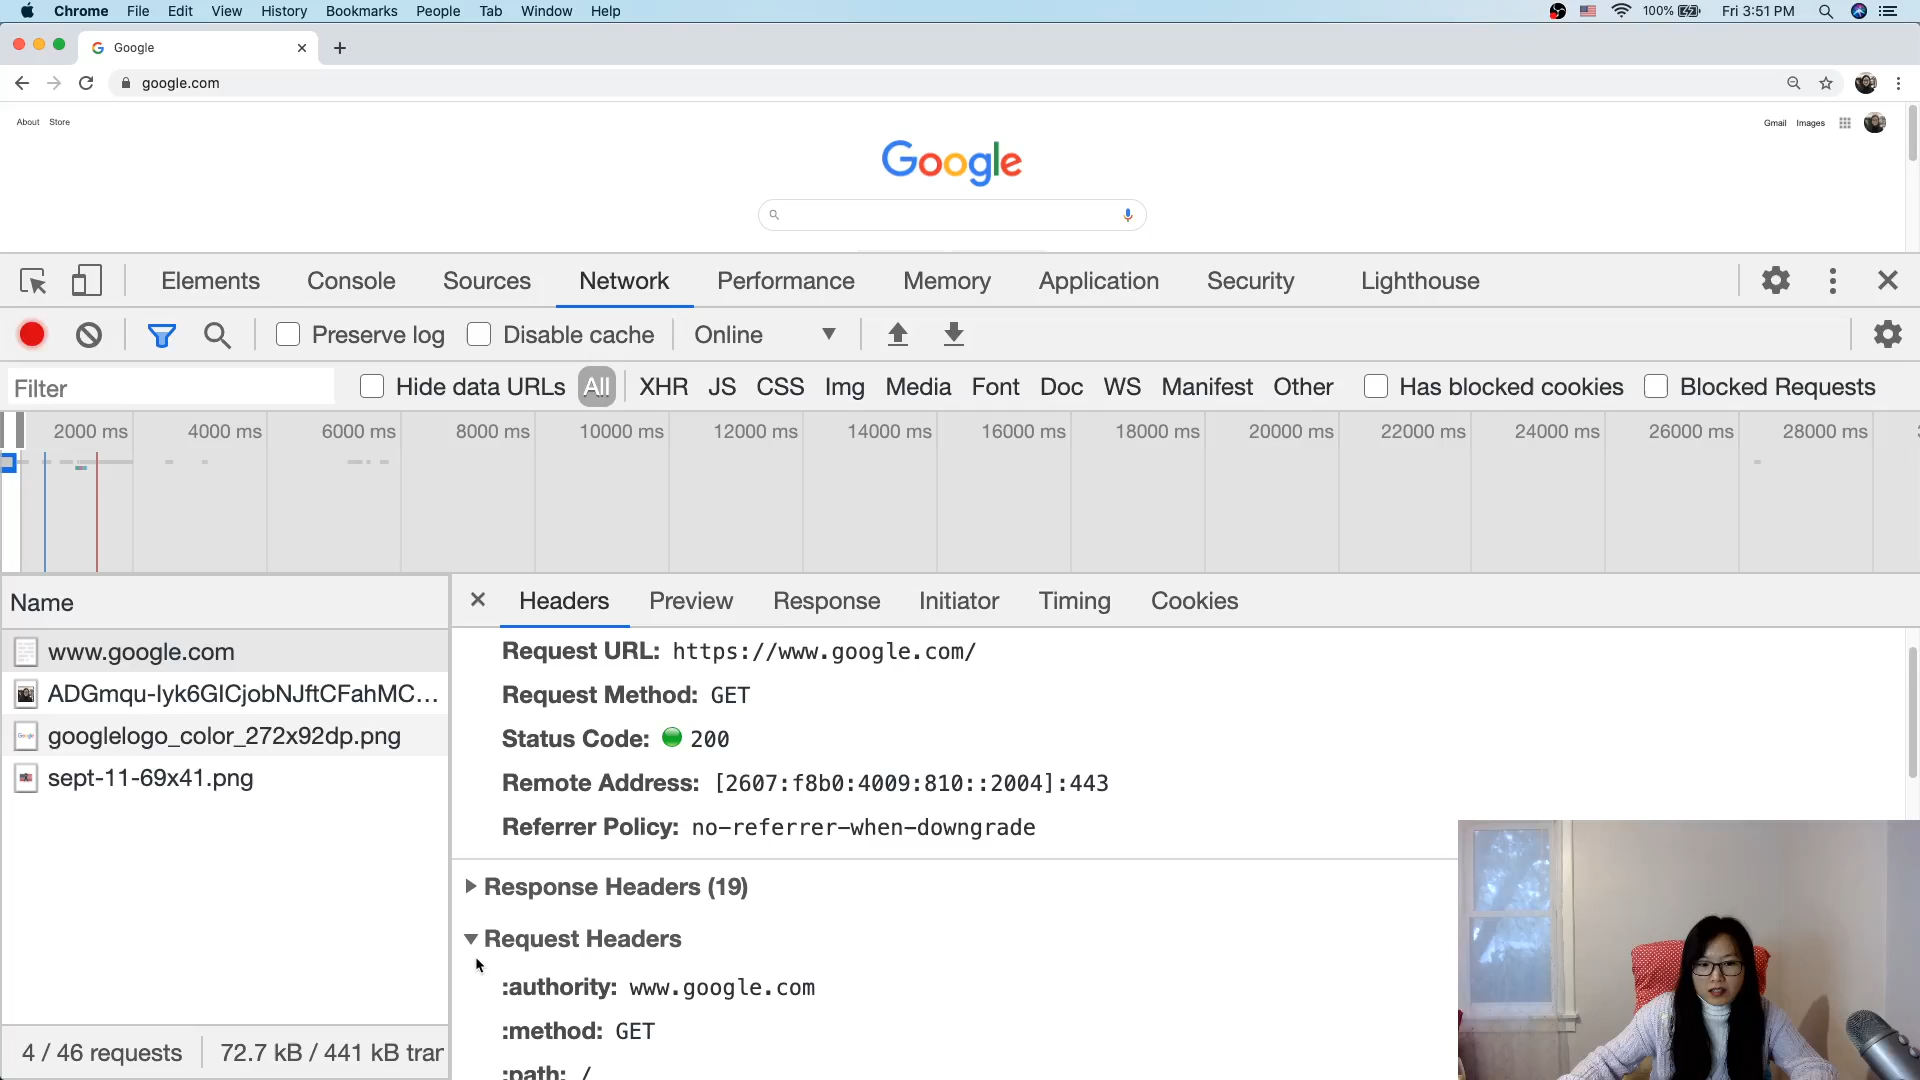 Chrome File Edit View History Bookmarks People Tab Window Help 100% Fri 3:51 PM
Google
google.com
About Store Gmail Images
Google
Elements Console Sources Network Performance Memory Application Security Lighthouse
Preserve log Disable cache Online
Filter Hide data URLs All XHR JS CSS Img Media Font Doc WS Manifest Other Has blocked cookies Blocked Requests
2000 ms 4000 ms 6000 ms 8000 ms 10000 ms 12000 ms 14000 ms 16000 ms 18000 ms 20000 ms 22000 ms 24000 ms 26000 ms 28000 ms
Name
www.google.com
ADGmqu-Iyk6GICjobNJftCFahMC…
googlelogo_color_272x92dp.png
sept-11-69x41.png
4 / 46 requests 72.7 kB / 441 kB tran
Headers Preview Response Initiator Timing Cookies
Request URL: https://www.google.com/
Request Method: GET
Status Code: 200
Remote Address: [2607:f8b0:4009:810::2004]:443
Referrer Policy: no-referrer-when-downgrade
Response Headers (19)
Request Headers
:authority: www.google.com
:method: GET
:path: /